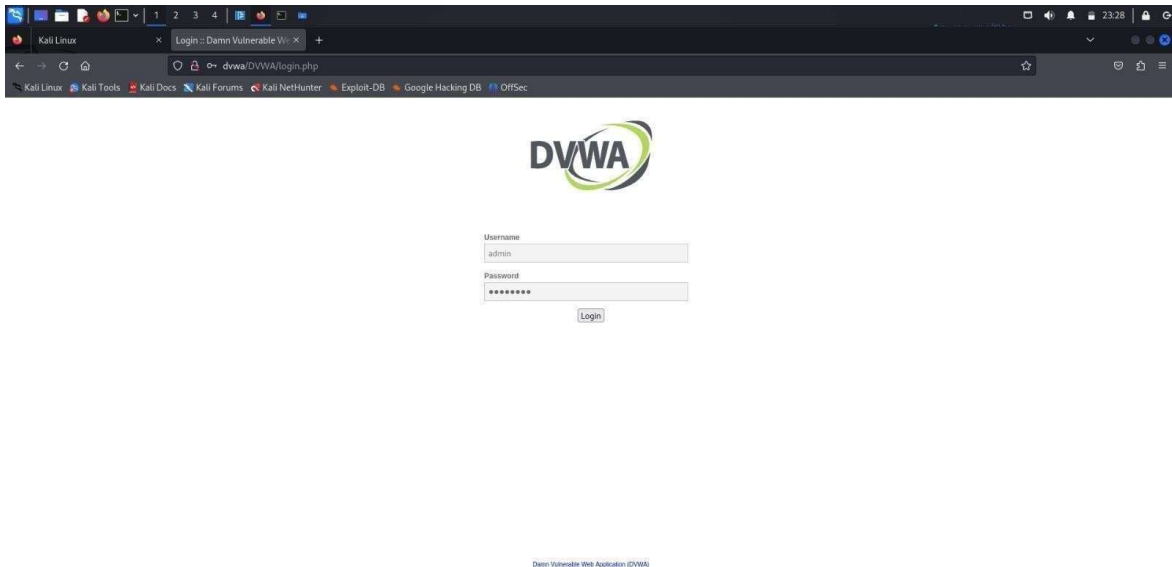 1 2 3 4
23:28
Kali Linux
Login :: Damn Vulnerable We
dvwa/DVWA/login.php
Kali Linux Kali Tools Kali Docs Kali Forums Kali NetHunter Exploit-DB Google Hacking DB OffSec
DVWA
Username
admin
Password
Login
Damn Vulnerable Web Application (DVWA)